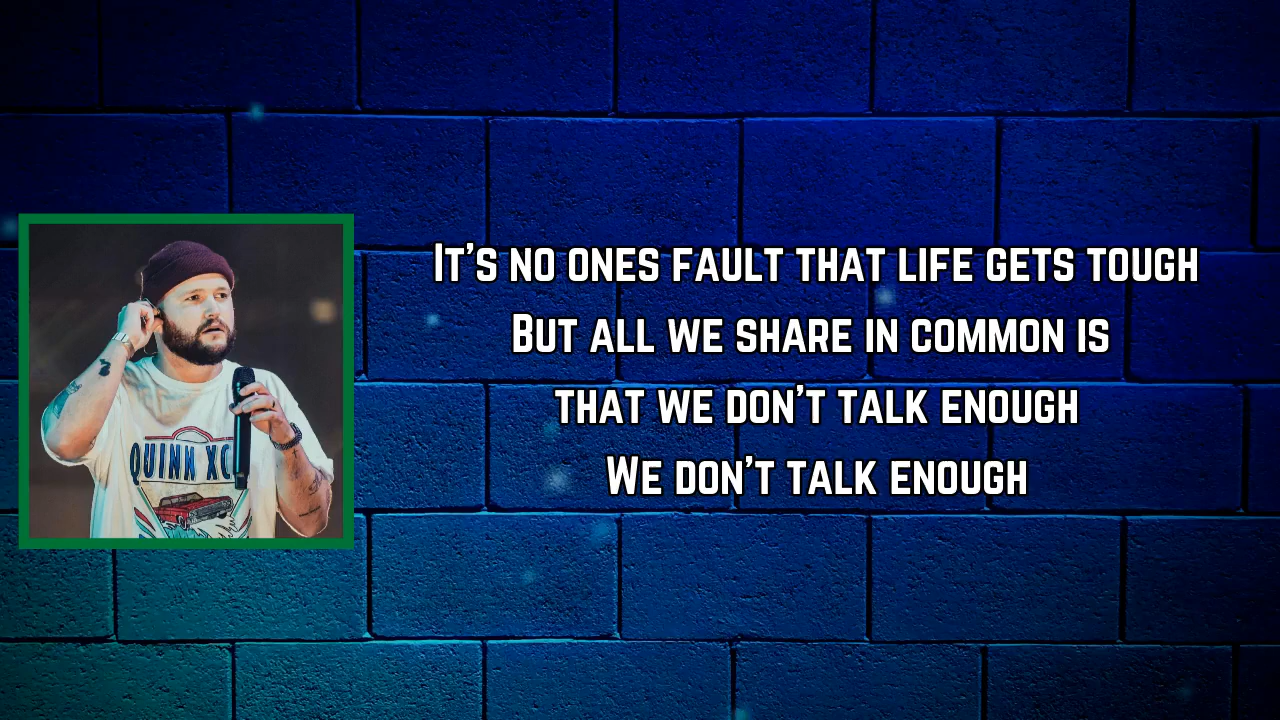 QUINN XC
IT'S NO ONES FAULT THAT LIFE GETS TOUGH
BUT ALL WE SHARE IN COMMON IS
THAT WE DON'T TALK ENOUGH
WE DON'T TALK ENOUGH